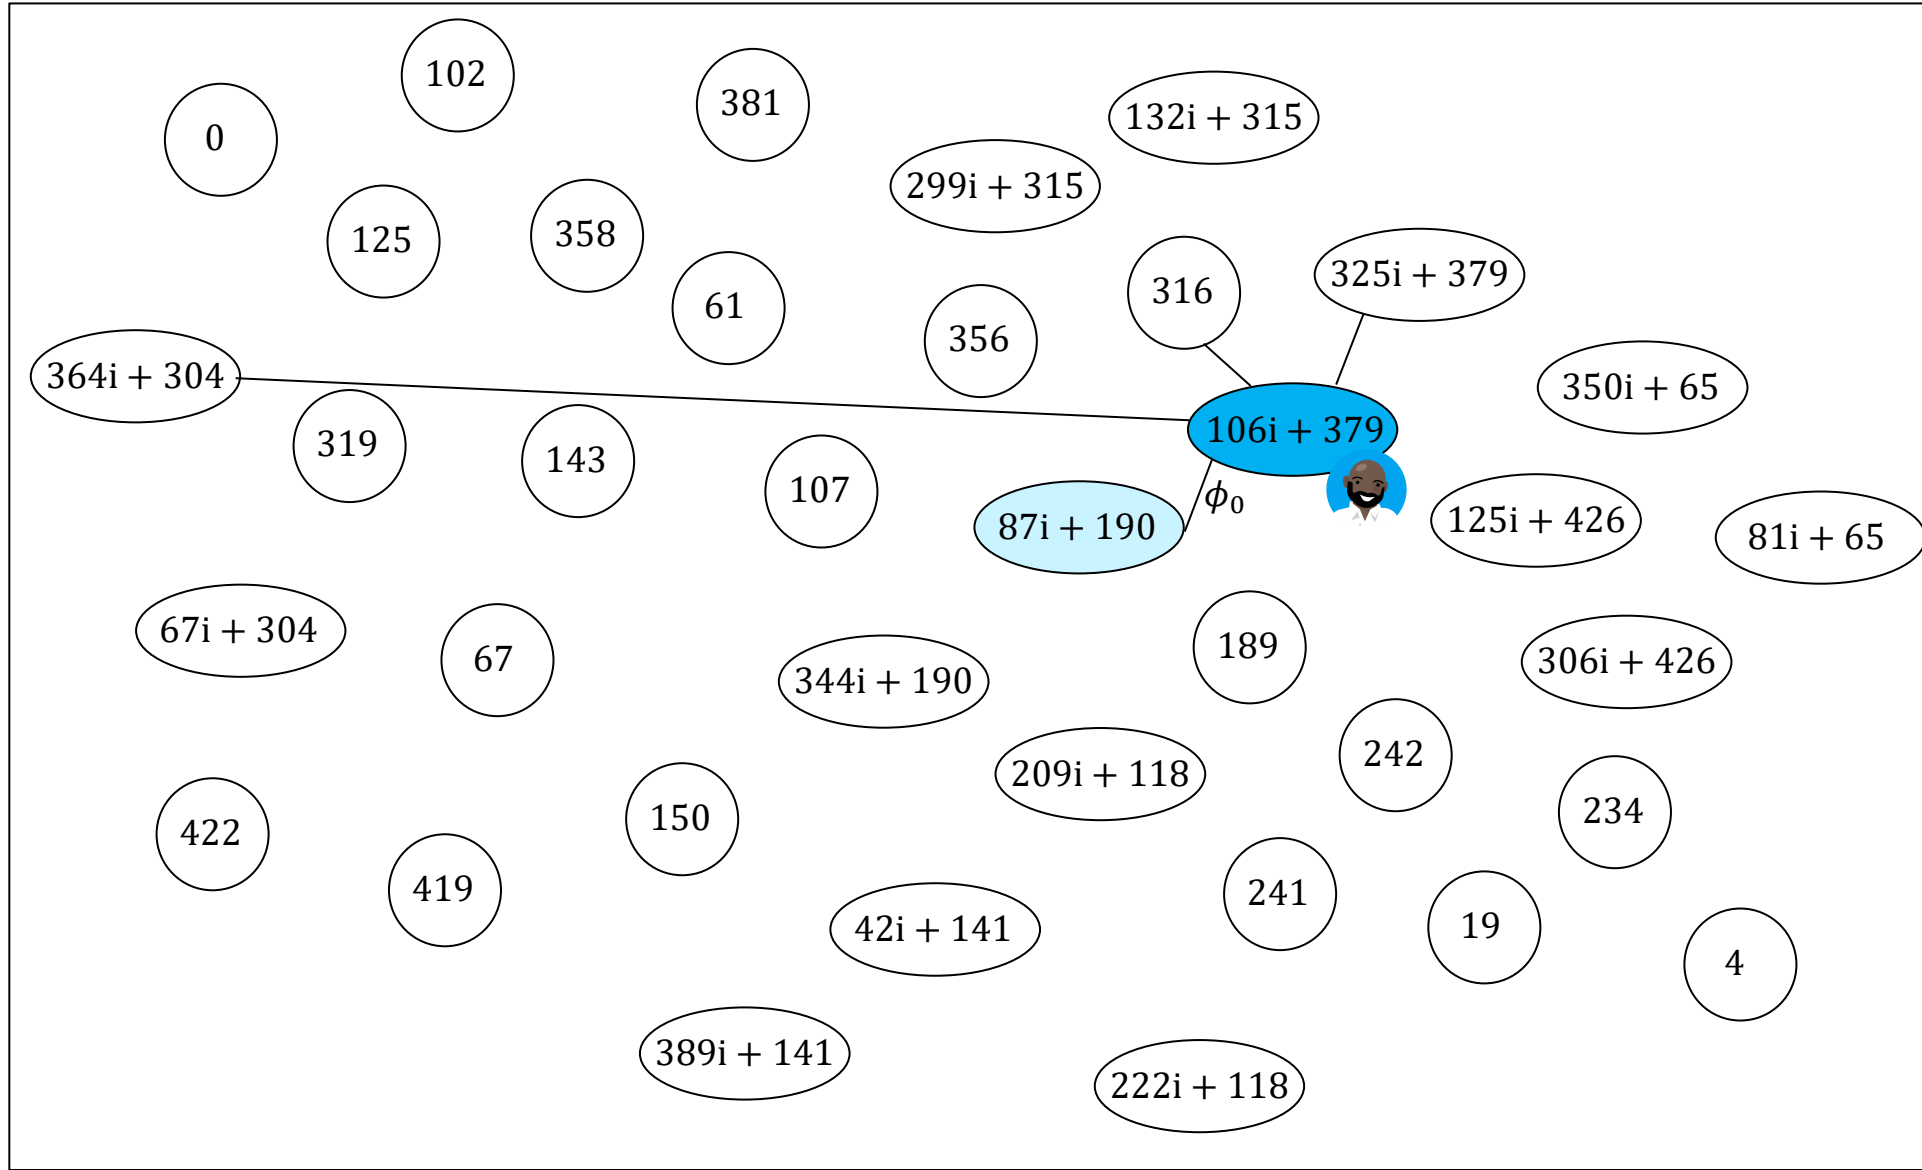 102
381
132i + 315
0
299i + 315
125
358
61
316
325i + 379
356
364i + 304
350i + 65
106i + 379
319
143
107
ϕ₀
87i + 190
125i + 426
81i + 65
67i + 304
67
344i + 190
189
306i + 426
209i + 118
242
422
150
234
419
241
19
42i + 141
4
389i + 141
222i + 118